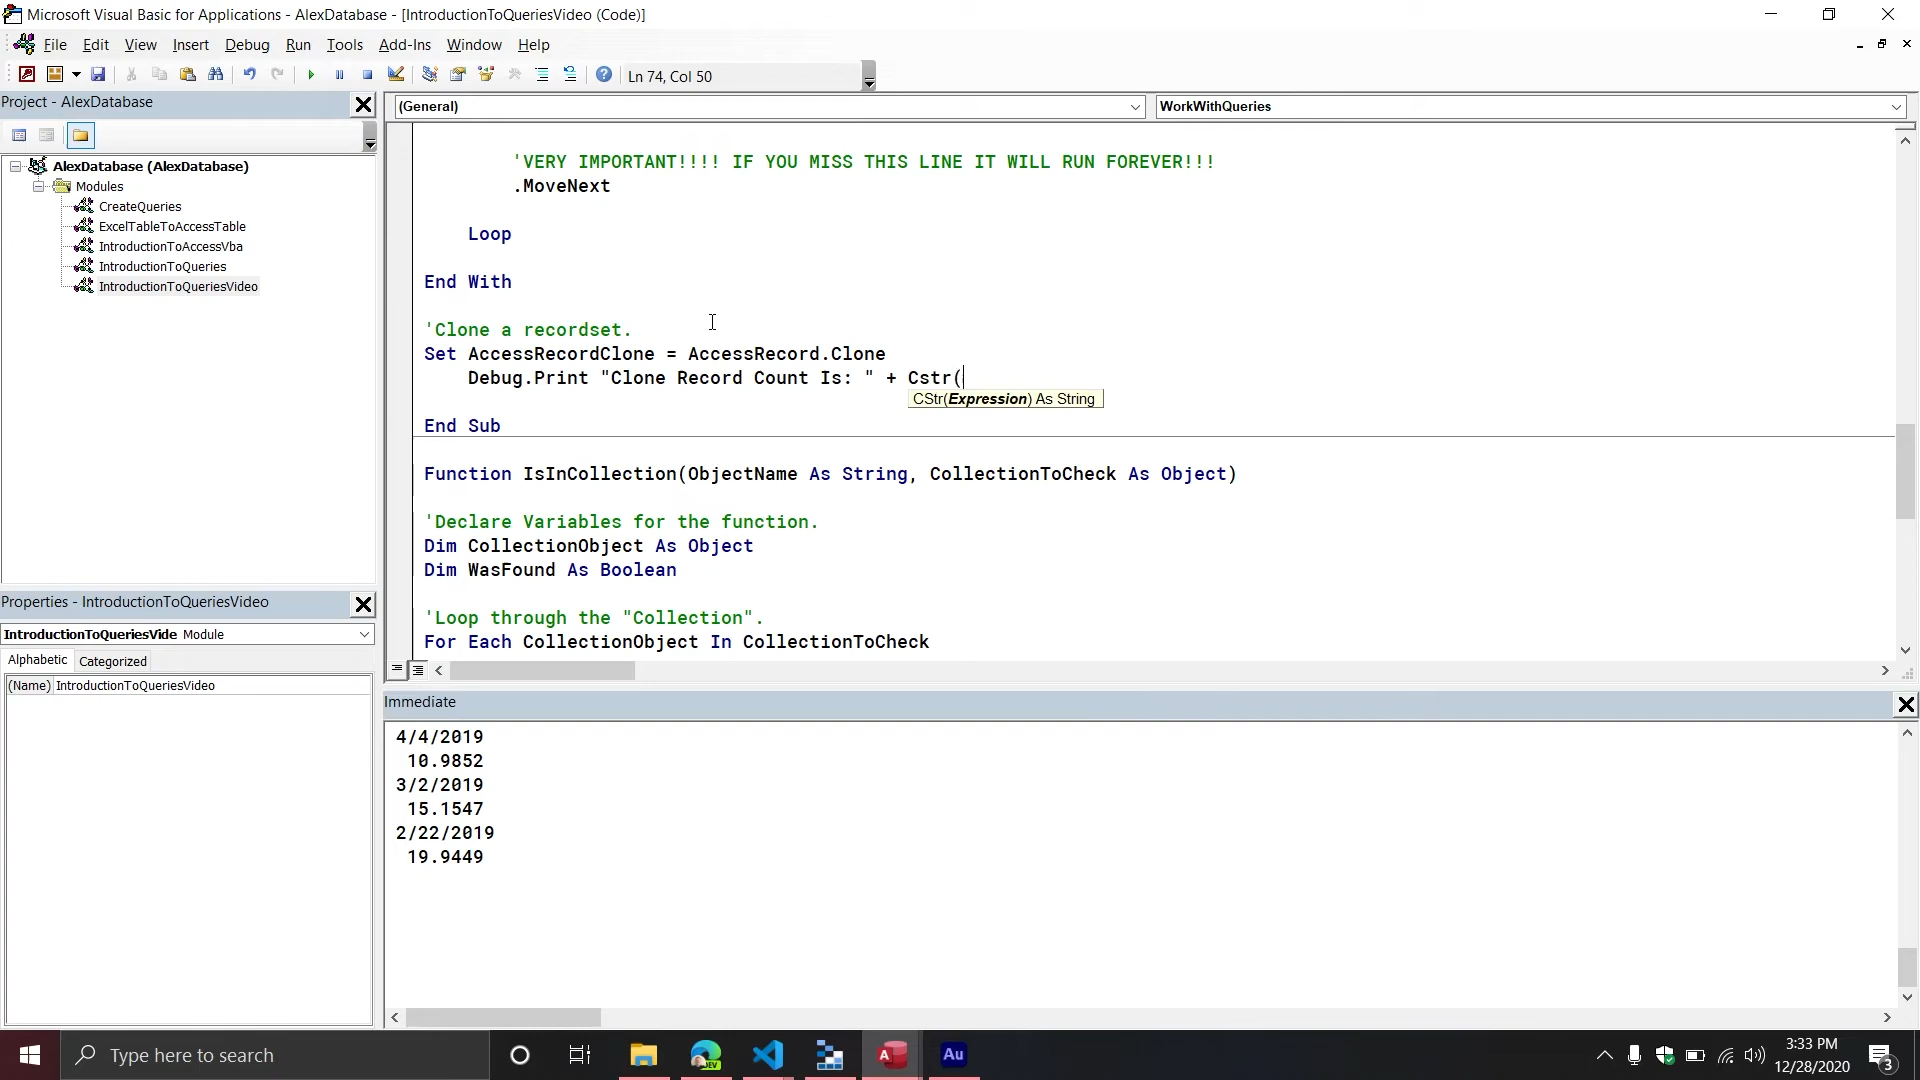 Microsoft Visual Basic for Applications - AlexDatabase - [IntroductionToQueriesVideo (Code)]
File Edit View Insert Debug Run Tools Add-Ins Window Help
Ln 74, Col 50
Project - AlexDatabase
AlexDatabase (AlexDatabase)
Modules
CreateQueries
ExcelTableToAccessTable
IntroductionToAccessVba
IntroductionToQueries
IntroductionToQueriesVideo
Properties - IntroductionToQueriesVideo
IntroductionToQueriesVide Module
Alphabetic Categorized
(Name) IntroductionToQueriesVideo
(General) WorkWithQueries
'VERY IMPORTANT!!!! IF YOU MISS THIS LINE IT WILL RUN FOREVER!!!
.MoveNext
Loop
End With
'Clone a recordset.
Set AccessRecordClone = AccessRecord.Clone
Debug.Print "Clone Record Count Is: " + Cstr(
CStr(Expression) As String
End Sub
Function IsInCollection(ObjectName As String, CollectionToCheck As Object)
'Declare Variables for the function.
Dim CollectionObject As Object
Dim WasFound As Boolean
'Loop through the "Collection".
For Each CollectionObject In CollectionToCheck
Immediate
4/4/2019
10.9852
3/2/2019
15.1547
2/22/2019
19.9449
Type here to search
DEV
A
Au
3:33 PM
12/28/2020
3